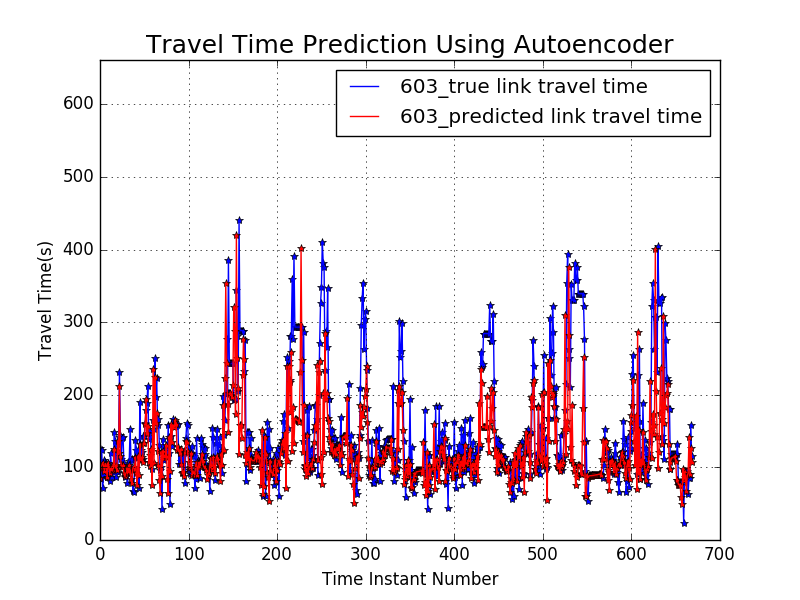 Travel Time Prediction Using Autoencoder
603_true link travel time
603_predicted link travel time
600
500
400
300
200
100
0
Travel Time(s)
0 100 200 300 400 500 600 700
Time Instant Number